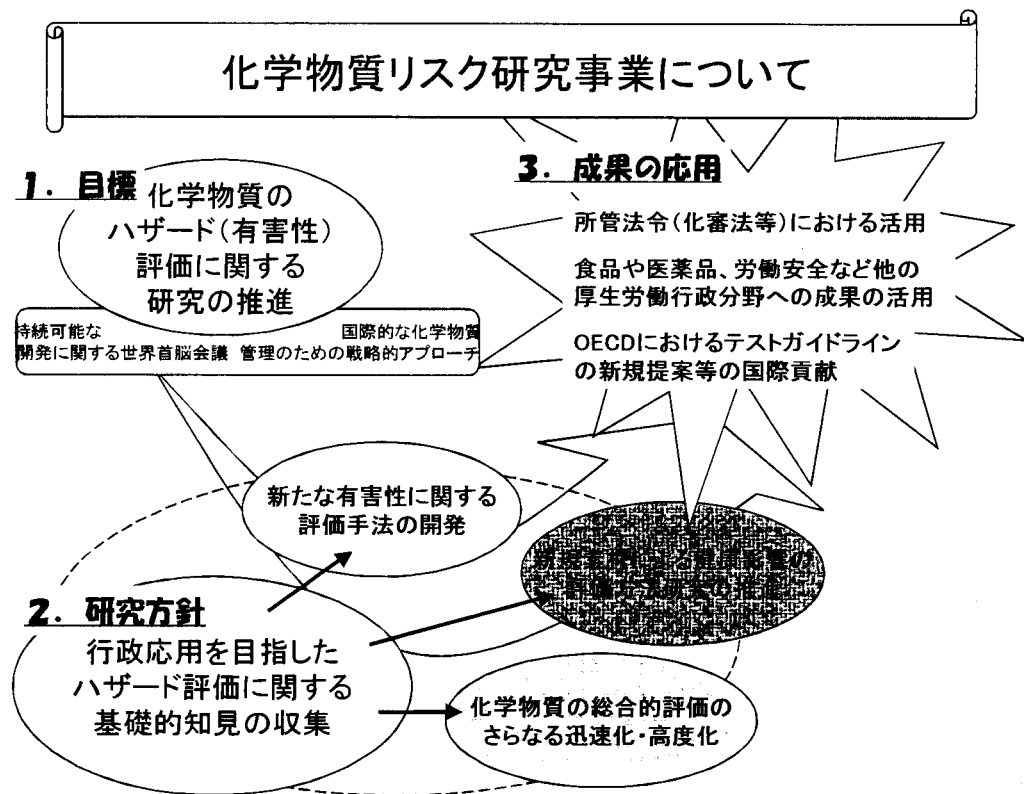 化学物質リスク研究事業について
1. 目標
化学物質の
ハザード(有害性)
評価に関する
研究の推進
持続可能な
開発に関する世界首脳会議
国際的な化学物質
管理のための戦略的アプローチ
3. 成果の応用
所管法令(化審法等)における活用
食品や医薬品、労働安全など他の
厚生労働行政分野への成果の活用
OECDにおけるテストガイドライン
の新規提案等の国際貢献
新たな有害性に関する
評価手法の開発
健康影響の
の推進
2. 研究方針
行政応用を目指した
ハザード評価に関する
基礎的知見の収集
化学物質の総合的評価の
さらなる迅速化・高度化